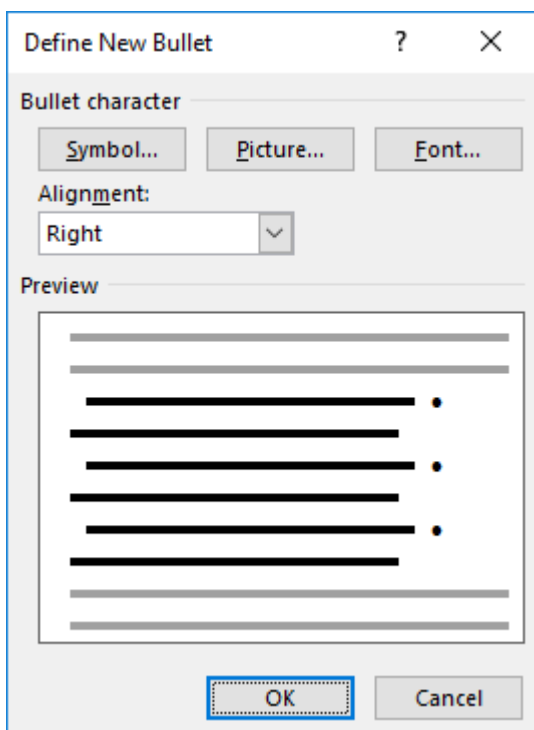 Define New Bullet ?
Bullet character
Symbol... Picture... Font...
Alignment:
Right
Preview
OK Cancel